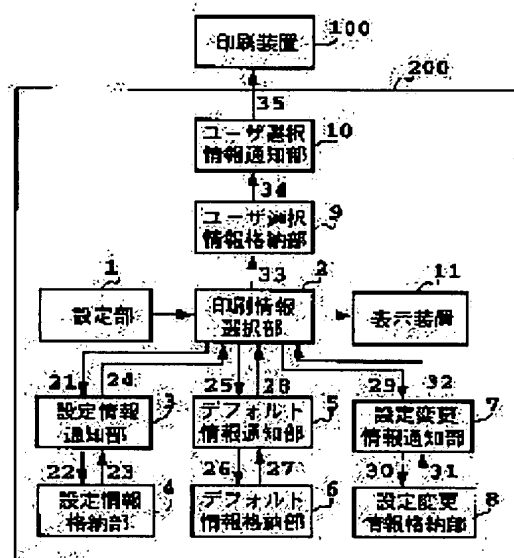 100
印刷装置
200
35
10
ユーザ選択
情報通知部
34
9
ユーザ選択
情報格納部
33
1
2
11
設定部
印刷情報
選択部
表示装置
21
24
25
28
29
32
3
5
7
設定情報
通知部
デフォルト
情報通知部
設定変更
情報通知部
22
23
26
27
30
31
4
6
8
設定情報
格納部
デフォルト
情報格納部
設定変更
情報格納部